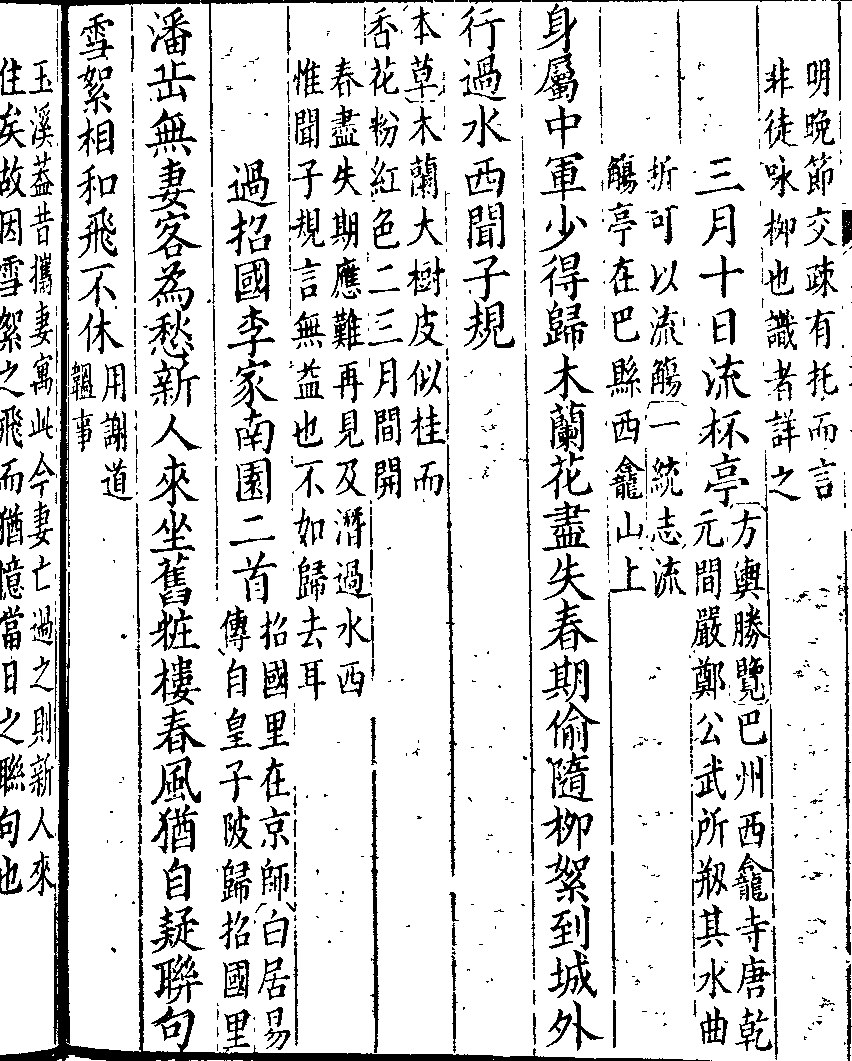 明晚節交疎有托而言
非徒咏柳也識者詳之
三月十日流杯亭
方輿勝覽巴州西龕寺唐乾
元間嚴鄭公武所剏其水曲
折可以流觴一統志流
觴亭在巴縣西龕山上
身屬中軍少得歸木蘭花盡失春期偷隨柳絮到城外
行過水西聞子規
本草木蘭大樹皮似桂而
香花粉紅色二三月間開
春盡失期應難再見及潛過水西
惟聞子規言無益也不如歸去耳
過招國李家南園二首
招國里在京師白居易
傳自皇子陂歸招國里
潘岳無妻客為愁新人來坐舊粧樓春風猶自疑聯句
雪絮相和飛不休
用謝道
韞事
玉溪葢昔攜妻寓此今妻亡過之則新人來
住矣故因雪絮之飛而猶憶當日之聯句也